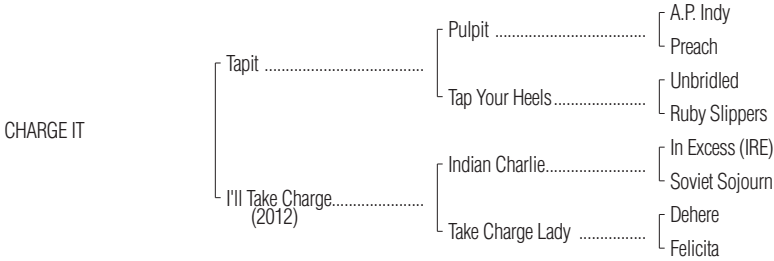 A.P. Indy
Pulpit ....................................
Preach
Tapit ......................................
Unbridled
Tap Your Heels......................
Ruby Slippers
CHARGE IT
In Excess (IRE)
Indian Charlie........................
Soviet Sojourn
I'll Take Charge......................
(2012)
Dehere
Take Charge Lady ................
Felicita